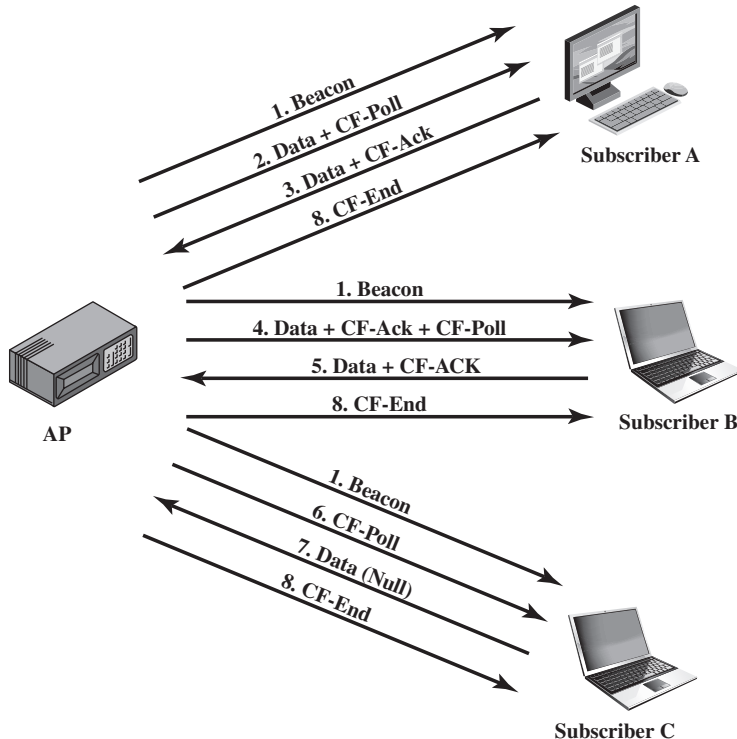 1. Beacon
2. Data + CF-Poll
3. Data + CF-Ack
8. CF-End
Subscriber A
1. Beacon
4. Data + CF-Ack + CF-Poll
5. Data + CF-ACK
8. CF-End
AP
Subscriber B
1. Beacon
6. CF-Poll
7. Data (Null)
8. CF-End
Subscriber C